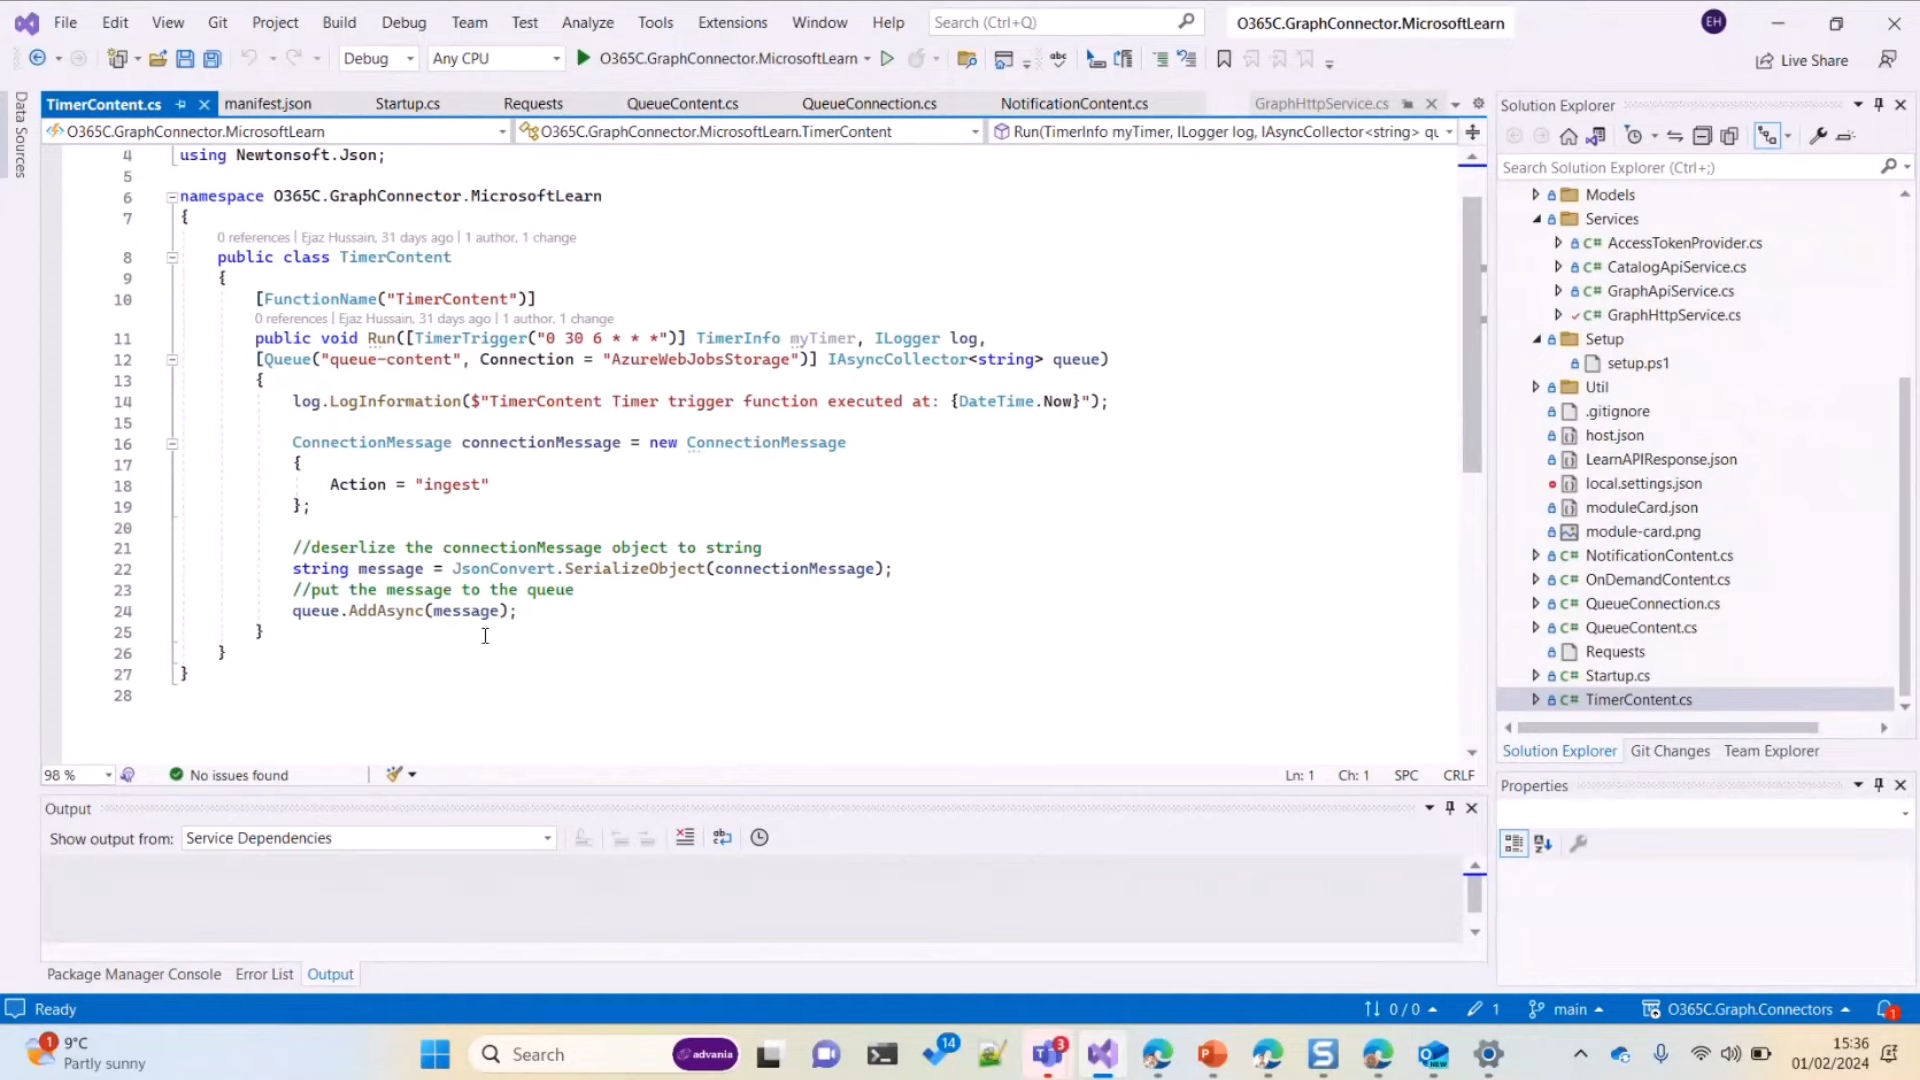 File Edit View Git Project Build Debug Team Test Analyze Tools Extensions Window Help Search (Ctrl+Q) O365C.GraphConnector.MicrosoftLearn EH
Debug Any CPU O365C.GraphConnector.MicrosoftLearn Live Share
Data Sources
TimerContent.cs manifest.json Startup.cs Requests QueueContent.cs QueueConnection.cs NotificationContent.cs GraphHttpService.cs
O365C.GraphConnector.MicrosoftLearn O365C.GraphConnector.MicrosoftLearn.TimerContent Run(TimerInfo myTimer, ILogger log, IAsyncCollector<string> qu
4 using Newtonsoft.Json;
5
6 namespace O365C.GraphConnector.MicrosoftLearn
7 {
0 references | Ejaz Hussain, 31 days ago | 1 author, 1 change
8 public class TimerContent
9 {
10 [FunctionName("TimerContent")]
0 references | Ejaz Hussain, 31 days ago | 1 author, 1 change
11 public void Run([TimerTrigger("0 30 6 * * *")] TimerInfo myTimer, ILogger log,
12 [Queue("queue-content", Connection = "AzureWebJobsStorage")] IAsyncCollector<string> queue)
13 {
14 log.LogInformation($"TimerContent Timer trigger function executed at: {DateTime.Now}");
15
16 ConnectionMessage connectionMessage = new ConnectionMessage
17 {
18 Action = "ingest"
19 };
20
21 //deserlize the connectionMessage object to string
22 string message = JsonConvert.SerializeObject(connectionMessage);
23 //put the message to the queue
24 queue.AddAsync(message);
25 }
26 }
27 }
28
98 % No issues found Ln: 1 Ch: 1 SPC CRLF
Output
Show output from: Service Dependencies
Package Manager Console Error List Output
Solution Explorer
Search Solution Explorer (Ctrl+;)
Models
Services
C# AccessTokenProvider.cs
C# CatalogApiService.cs
C# GraphApiService.cs
C# GraphHttpService.cs
Setup
setup.ps1
Util
.gitignore
host.json
LearnAPIResponse.json
local.settings.json
moduleCard.json
module-card.png
C# NotificationContent.cs
C# OnDemandContent.cs
C# QueueConnection.cs
C# QueueContent.cs
Requests
C# Startup.cs
C# TimerContent.cs
Solution Explorer Git Changes Team Explorer
Properties
Ready 0 / 0 1 main O365C.Graph.Connectors 1
1 9°C
Partly sunny
Search advania 14 3 NEW
15:36
01/02/2024